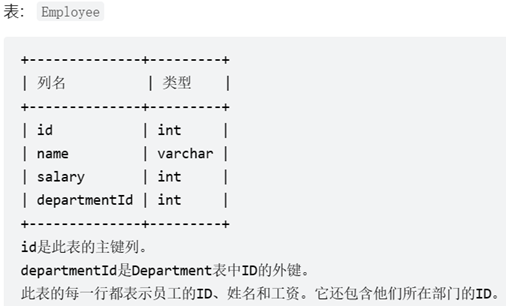 表： Employee
+--------------+---------+
| 列名 | 类型 |
+--------------+---------+
| id | int |
| name | varchar |
| salary | int |
| departmentId | int |
+--------------+---------+
id是此表的主键列。
departmentId是Department表中ID的外键。
此表的每一行都表示员工的ID、姓名和工资。它还包含他们所在部门的ID。